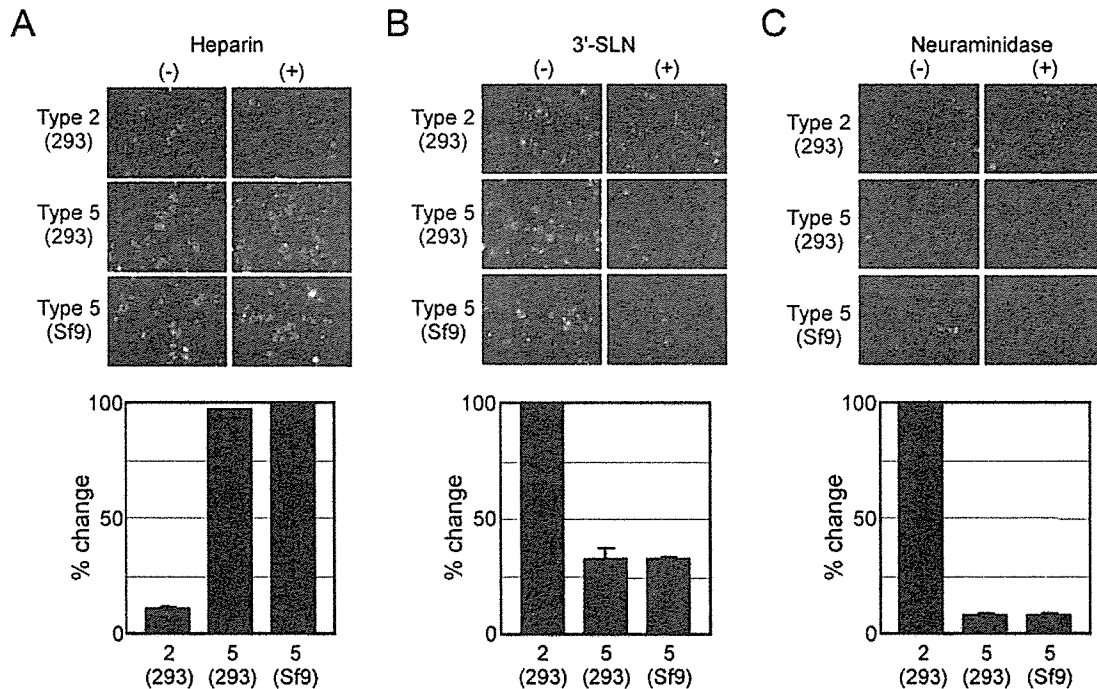 A
Heparin
(-) (+)
Type 2
(293)
Type 5
(293)
Type 5
(Sf9)
% change
100
50
0
2 5 5
(293) (293) (Sf9)
B
3'-SLN
(-) (+)
Type 2
(293)
Type 5
(293)
Type 5
(Sf9)
% change
100
50
0
2 5 5
(293) (293) (Sf9)
C
Neuraminidase
(-) (+)
Type 2
(293)
Type 5
(293)
Type 5
(Sf9)
% change
100
50
0
2 5 5
(293) (293) (Sf9)